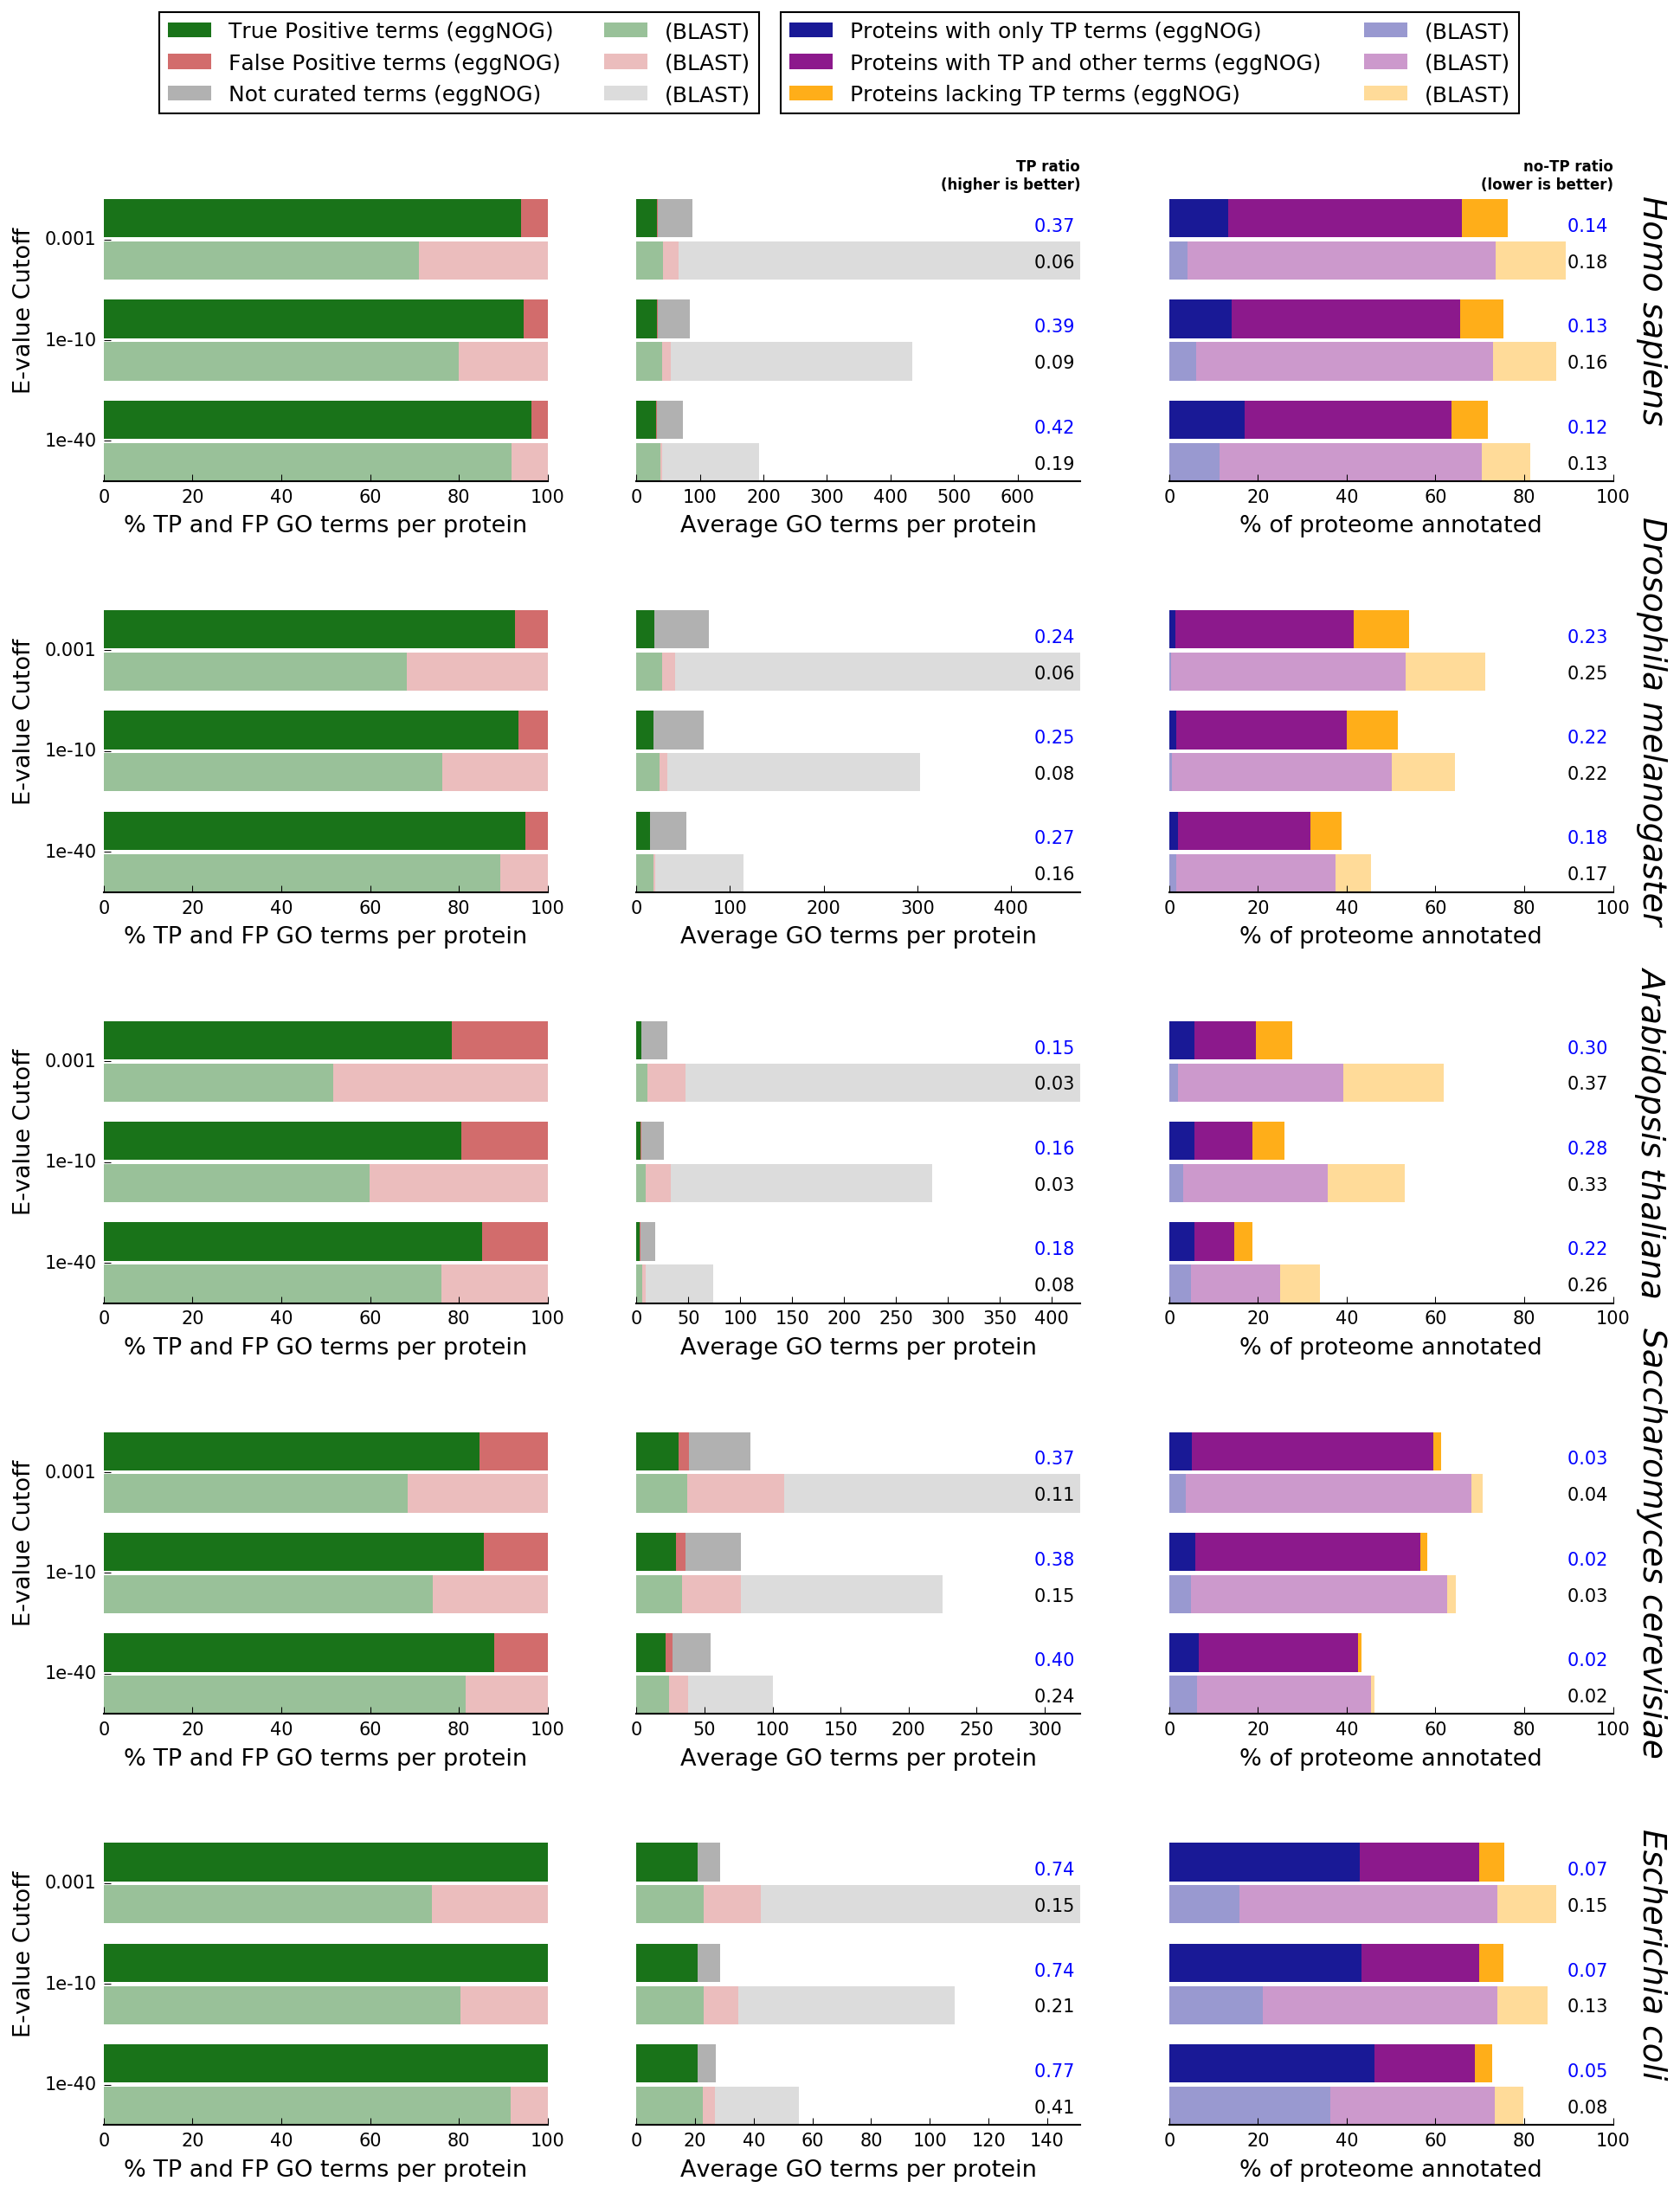 True Positive terms (eggNOG) (BLAST)
False Positive terms (eggNOG) (BLAST)
Not curated terms (eggNOG) (BLAST)
Proteins with only TP terms (eggNOG) (BLAST)
Proteins with TP and other terms (eggNOG) (BLAST)
Proteins lacking TP terms (eggNOG) (BLAST)
TP ratio
(higher is better)
no-TP ratio
(lower is better)
Homo sapiens
E-value Cutoff
0.001
0.37
0.06
0.14
0.18
1e-10
0.39
0.09
0.13
0.16
1e-40
0.42
0.19
0.12
0.13
0 20 40 60 80 100
0 100 200 300 400 500 600
0 20 40 60 80 100
% TP and FP GO terms per protein
Average GO terms per protein
% of proteome annotated
Drosophila melanogaster
E-value Cutoff
0.001
0.24
0.06
0.23
0.25
1e-10
0.25
0.08
0.22
0.22
1e-40
0.27
0.16
0.18
0.17
0 20 40 60 80 100
0 100 200 300 400
0 20 40 60 80 100
% TP and FP GO terms per protein
Average GO terms per protein
% of proteome annotated
Arabidopsis thaliana
E-value Cutoff
0.001
0.15
0.03
0.30
0.37
1e-10
0.16
0.03
0.28
0.33
1e-40
0.18
0.08
0.22
0.26
0 20 40 60 80 100
0 50 100 150 200 250 300 350 400
0 20 40 60 80 100
% TP and FP GO terms per protein
Average GO terms per protein
% of proteome annotated
Saccharomyces cerevisiae
E-value Cutoff
0.001
0.37
0.11
0.03
0.04
1e-10
0.38
0.15
0.02
0.03
1e-40
0.40
0.24
0.02
0.02
0 20 40 60 80 100
0 50 100 150 200 250 300
0 20 40 60 80 100
% TP and FP GO terms per protein
Average GO terms per protein
% of proteome annotated
Escherichia coli
E-value Cutoff
0.001
0.74
0.15
0.07
0.15
1e-10
0.74
0.21
0.07
0.13
1e-40
0.77
0.41
0.05
0.08
0 20 40 60 80 100
0 20 40 60 80 100 120 140
0 20 40 60 80 100
% TP and FP GO terms per protein
Average GO terms per protein
% of proteome annotated